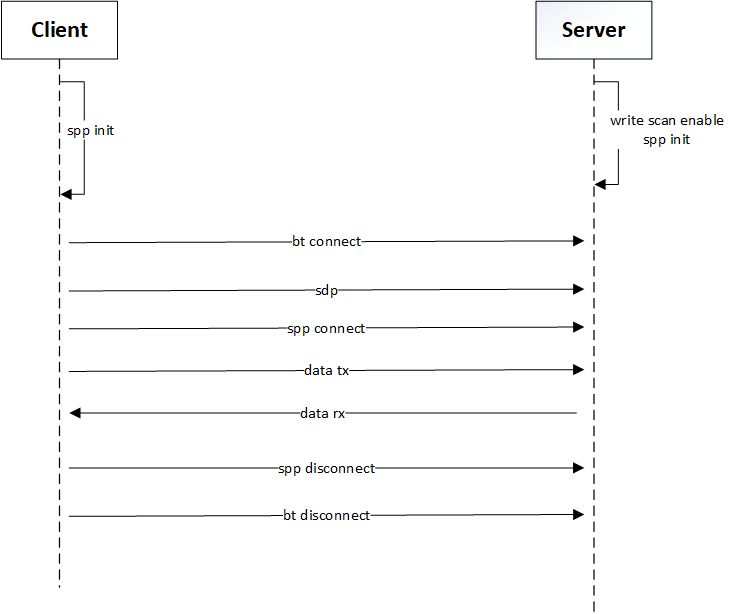 Client
Server
spp init
write scan enable
spp init
bt connect
sdp
spp connect
data tx
data rx
spp disconnect
bt disconnect